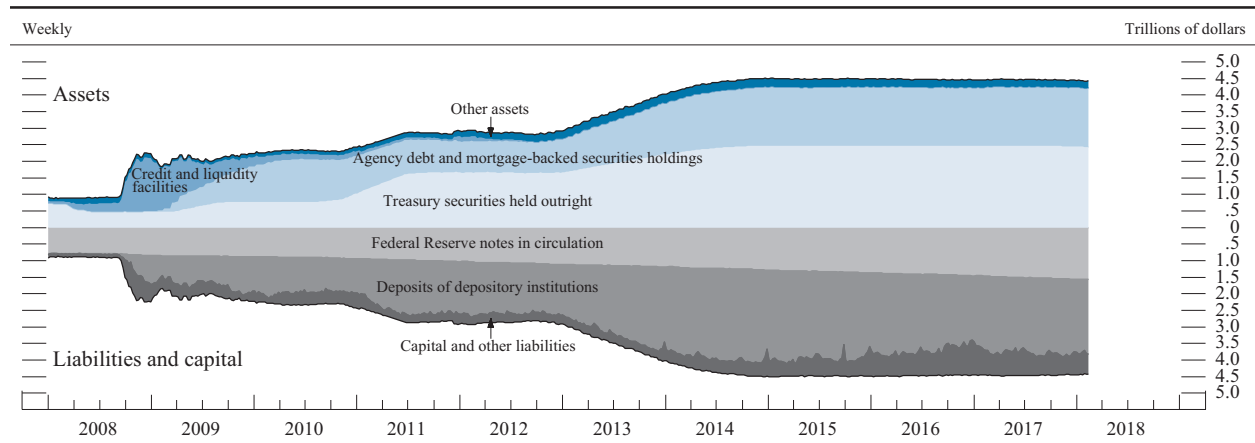 Weekly Trillions of dollars
5.0
Assets 4.5
4.0
Other assets 3.5
3.0
2.5
Agency debt and mortgage-backed securities holdings 2.0
Credit and liquidity
facilities 1.5
Treasury securities held outright 1.0
.5
0
Federal Reserve notes in circulation .5
1.0
1.5
Deposits of depository institutions 2.0
2.5
3.0
Capital and other liabilities 3.5
Liabilities and capital 4.0
4.5
5.0
2008 2009 2010 2011 2012 2013 2014 2015 2016 2017 2018